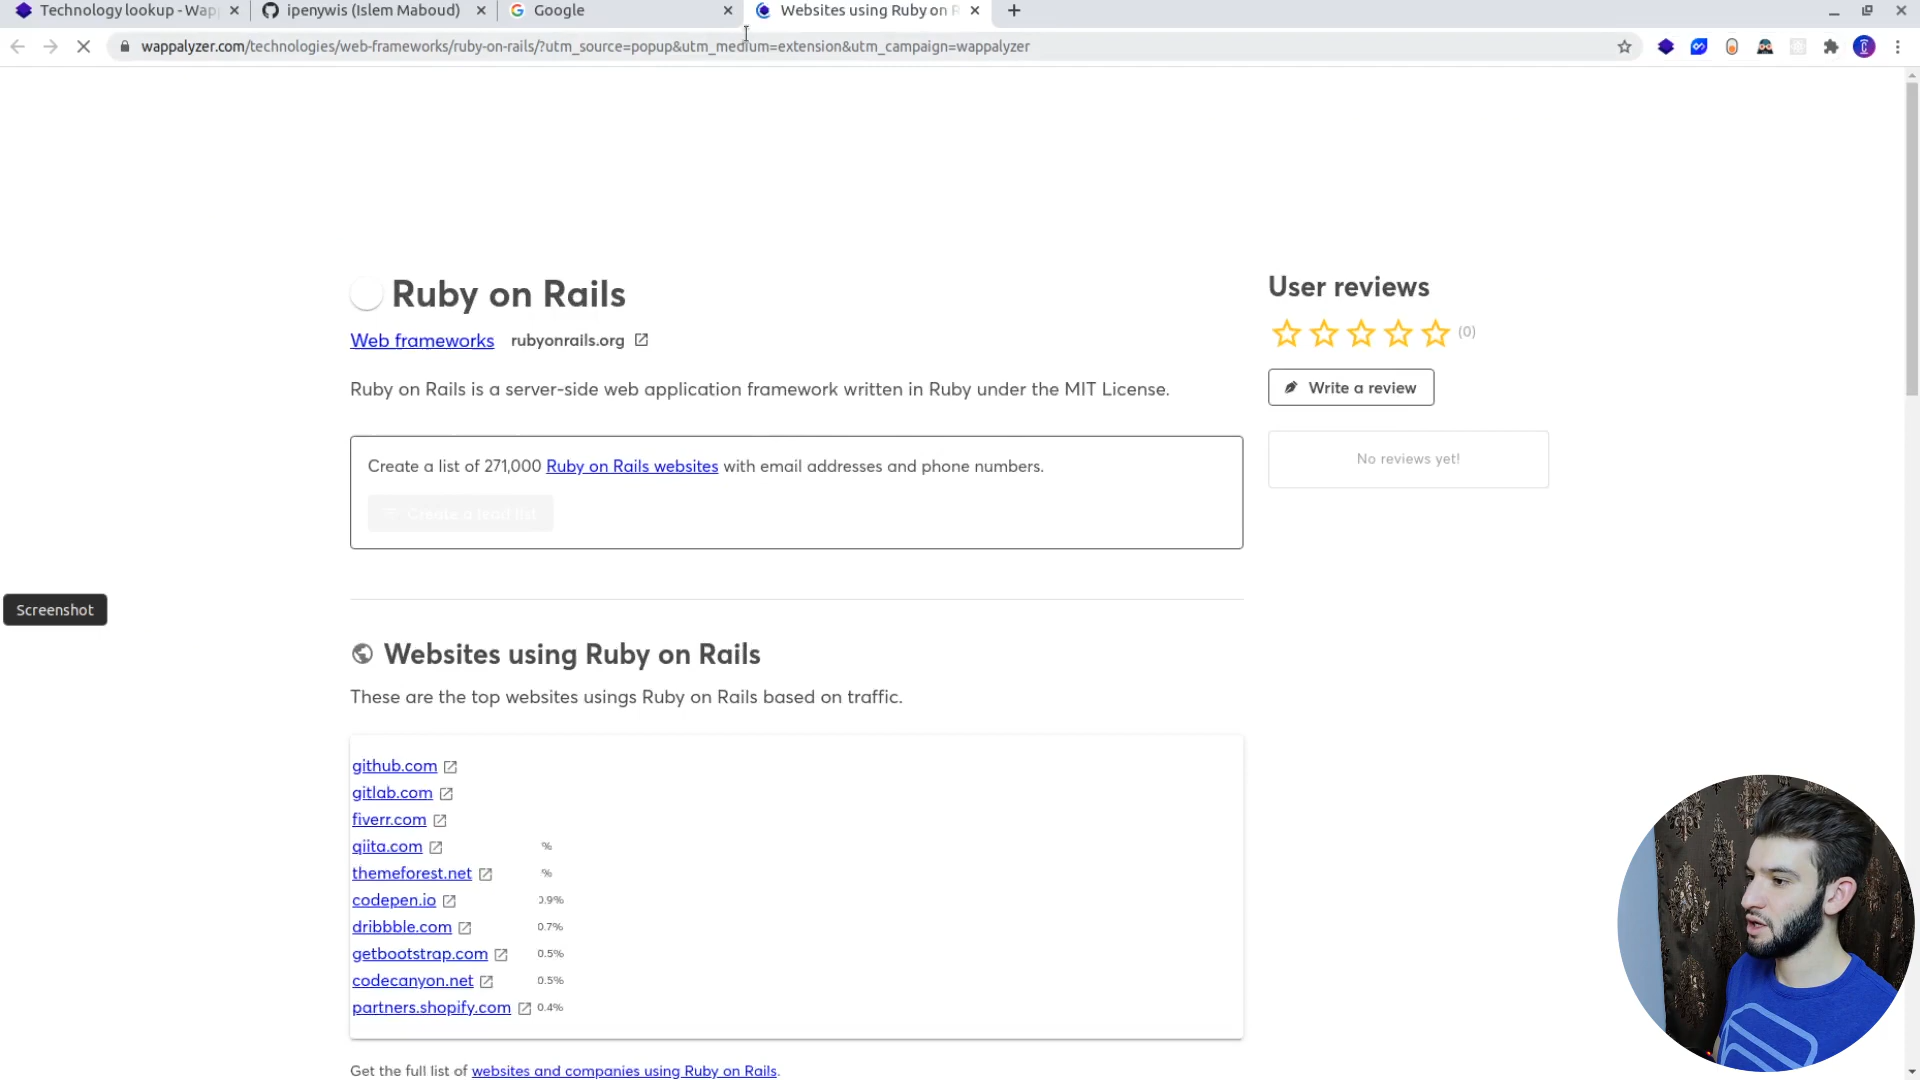 Technology lookup - Wap
ipenywis (Islem Maboud)
Google
Websites using Ruby on R
wappalyzer.com/technologies/web-frameworks/ruby-on-rails/?utm_source=popup&utm_medium=extension&utm_campaign=wappalyzer
Ruby on Rails
Web frameworks rubyonrails.org
Ruby on Rails is a server-side web application framework written in Ruby under the MIT License.
Create a list of 271,000 Ruby on Rails websites with email addresses and phone numbers.
Create a lead list
User reviews
(0)
Write a review
No reviews yet!
Screenshot
Websites using Ruby on Rails
These are the top websites usings Ruby on Rails based on traffic.
github.com
gitlab.com
fiverr.com
qiita.com %
themeforest.net %
codepen.io 0.9%
dribbble.com 0.7%
getbootstrap.com 0.5%
codecanyon.net 0.5%
partners.shopify.com 0.4%
Get the full list of websites and companies using Ruby on Rails.